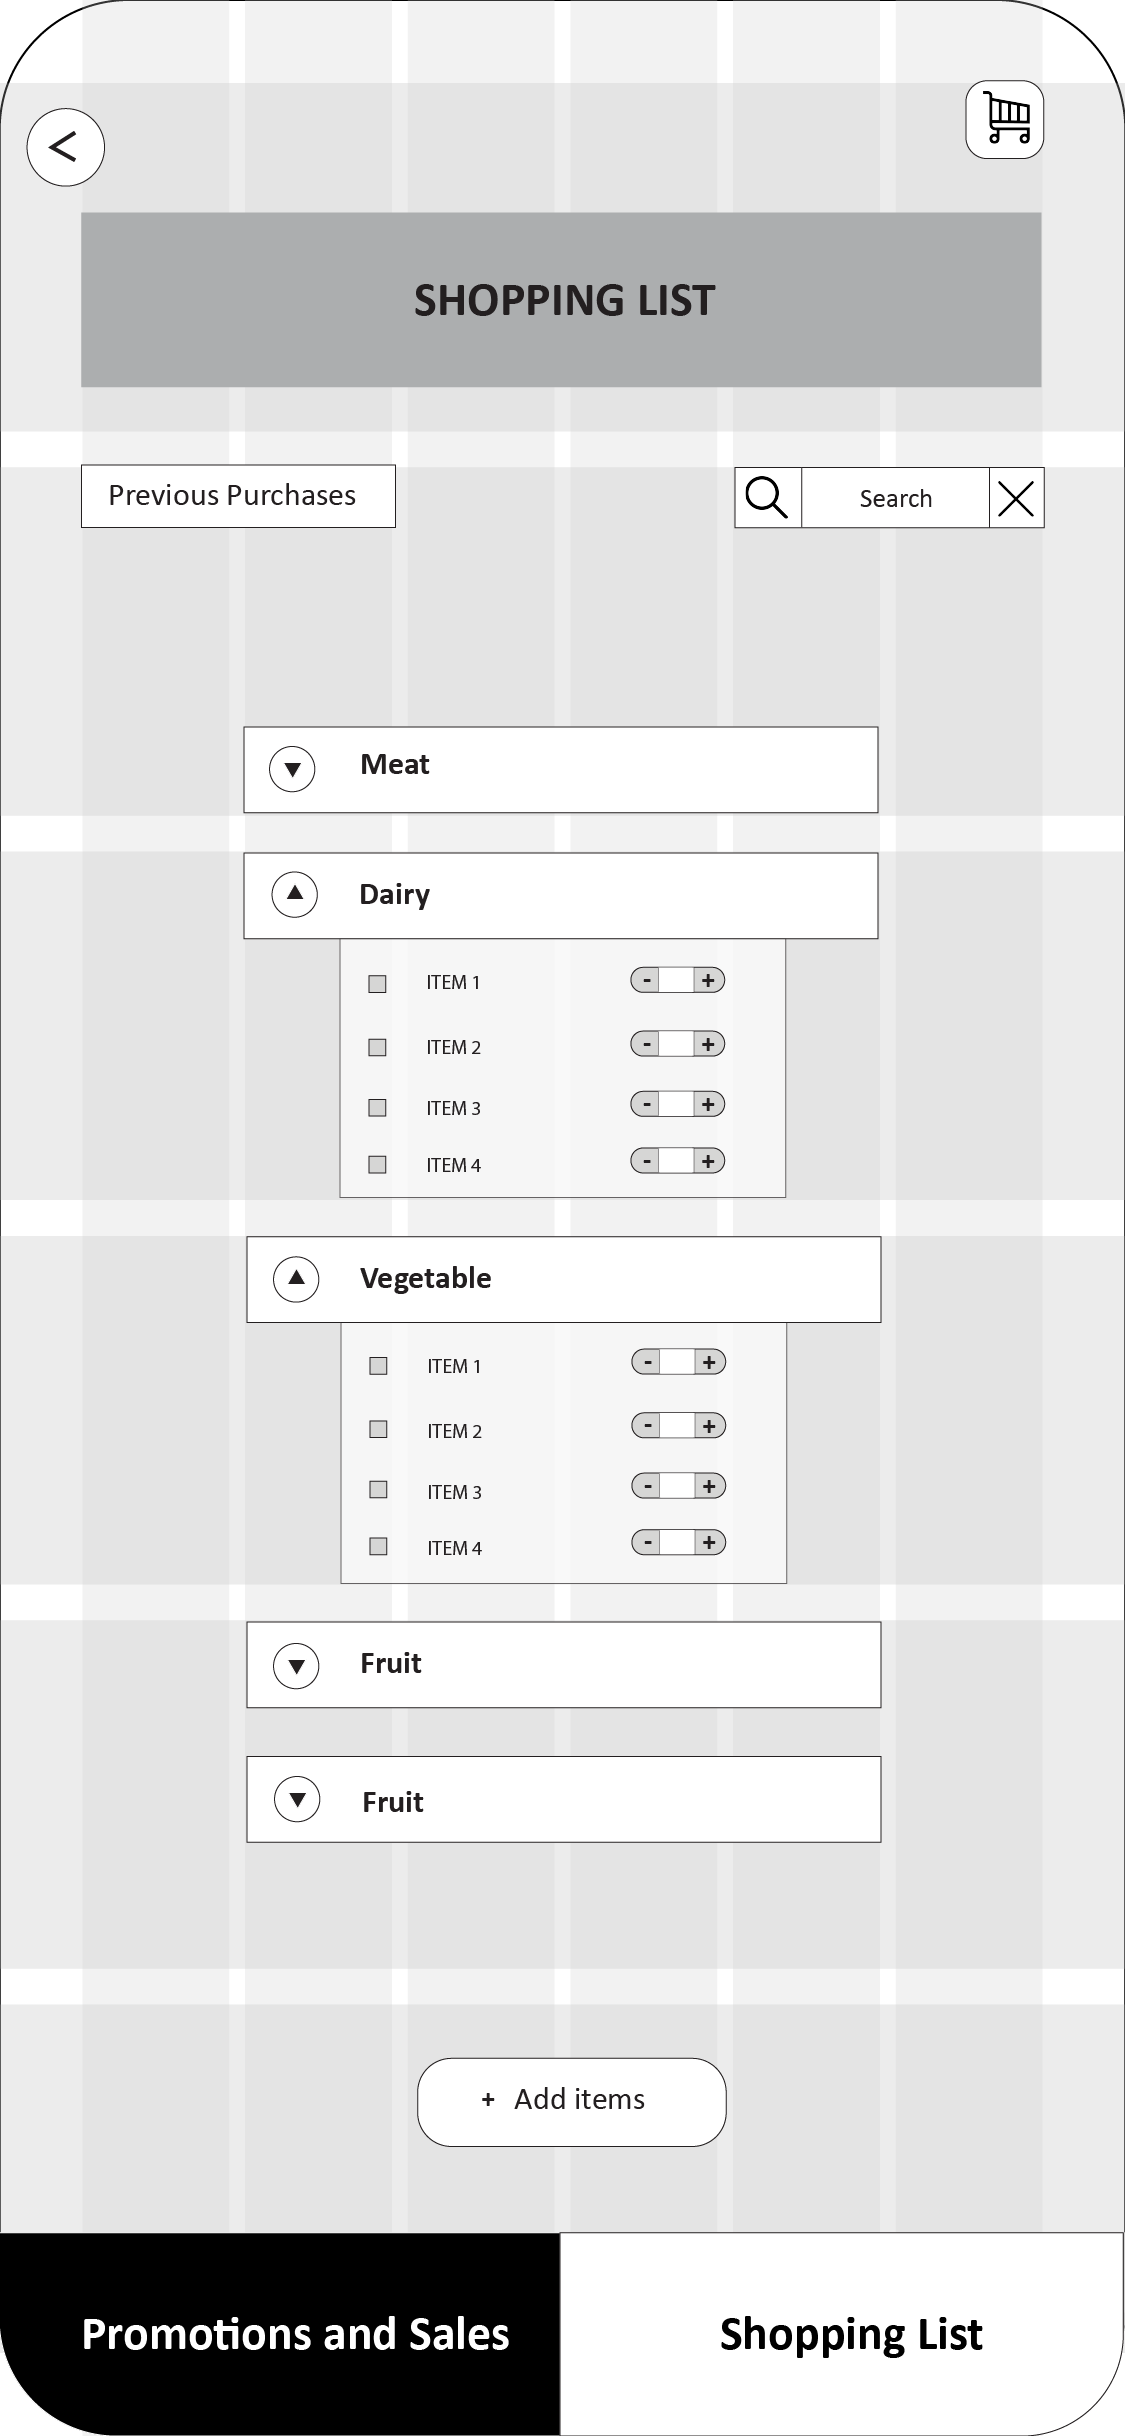 <
SHOPPING LIST
Previous Purchases
Search
Meat
Dairy
ITEM 1 - +
ITEM 2 - +
ITEM 3 - +
ITEM 4 - +
Vegetable
ITEM 1 - +
ITEM 2 - +
ITEM 3 - +
ITEM 4 - +
Fruit
Fruit
+ Add items
Promotions and Sales
Shopping List